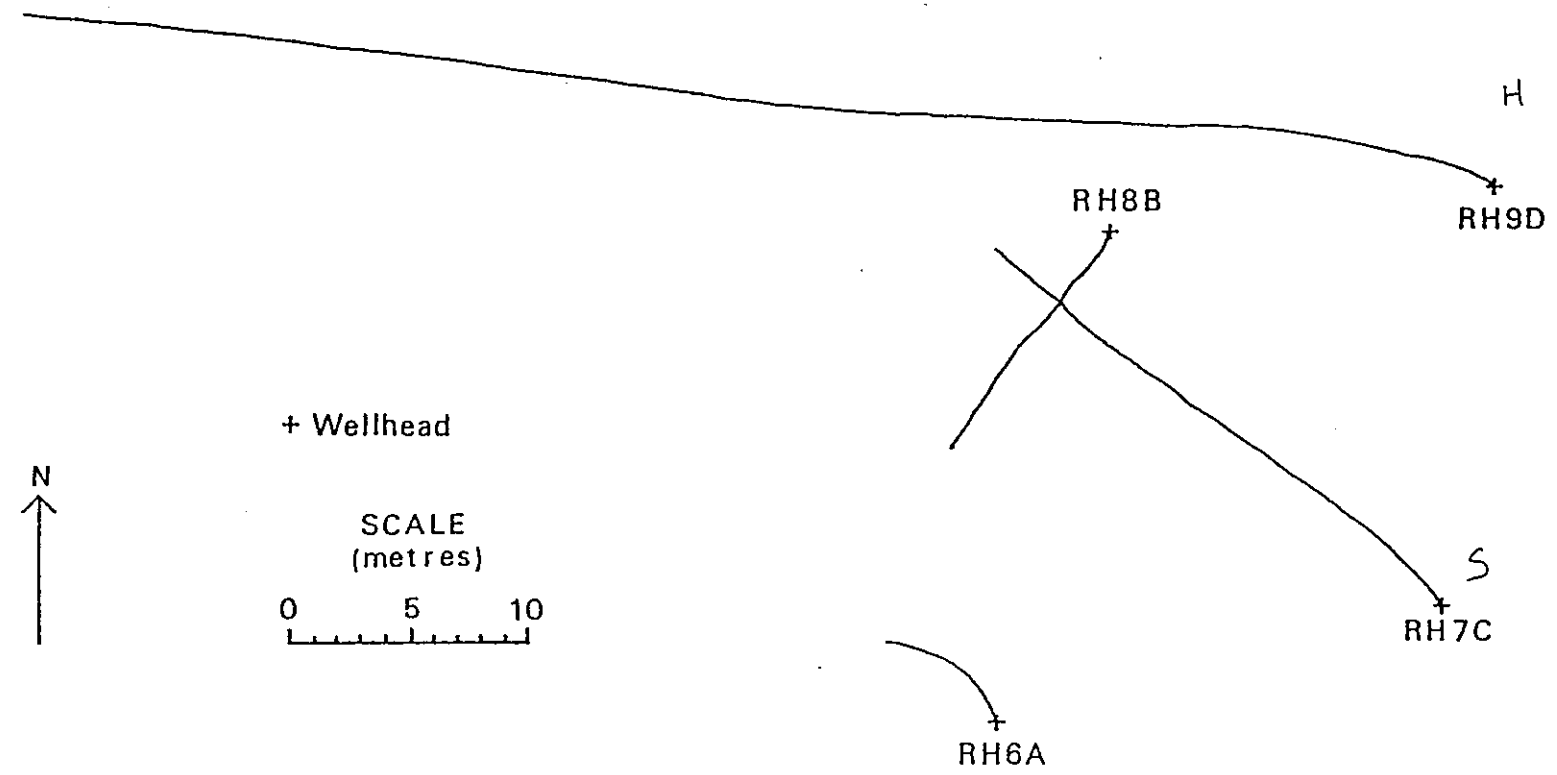 H
RH8B
RH9D
Wellhead
N
SCALE
(metres)
0 5 10
S
RH7C
RH6A